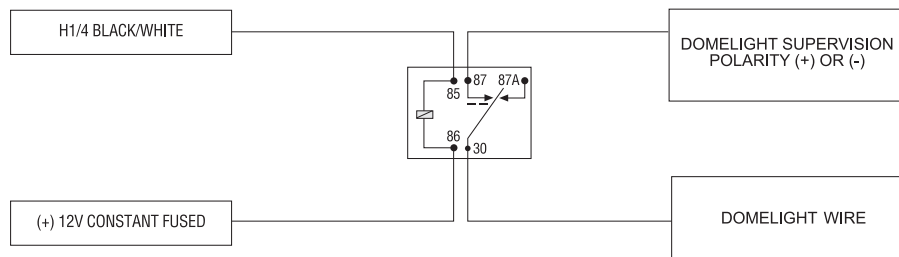 H1/4 BLACK/WHITE
DOMELIGHT SUPERVISION
POLARITY (+) OR (-)
87 87A
85
86
30
(+) 12V CONSTANT FUSED
DOMELIGHT WIRE